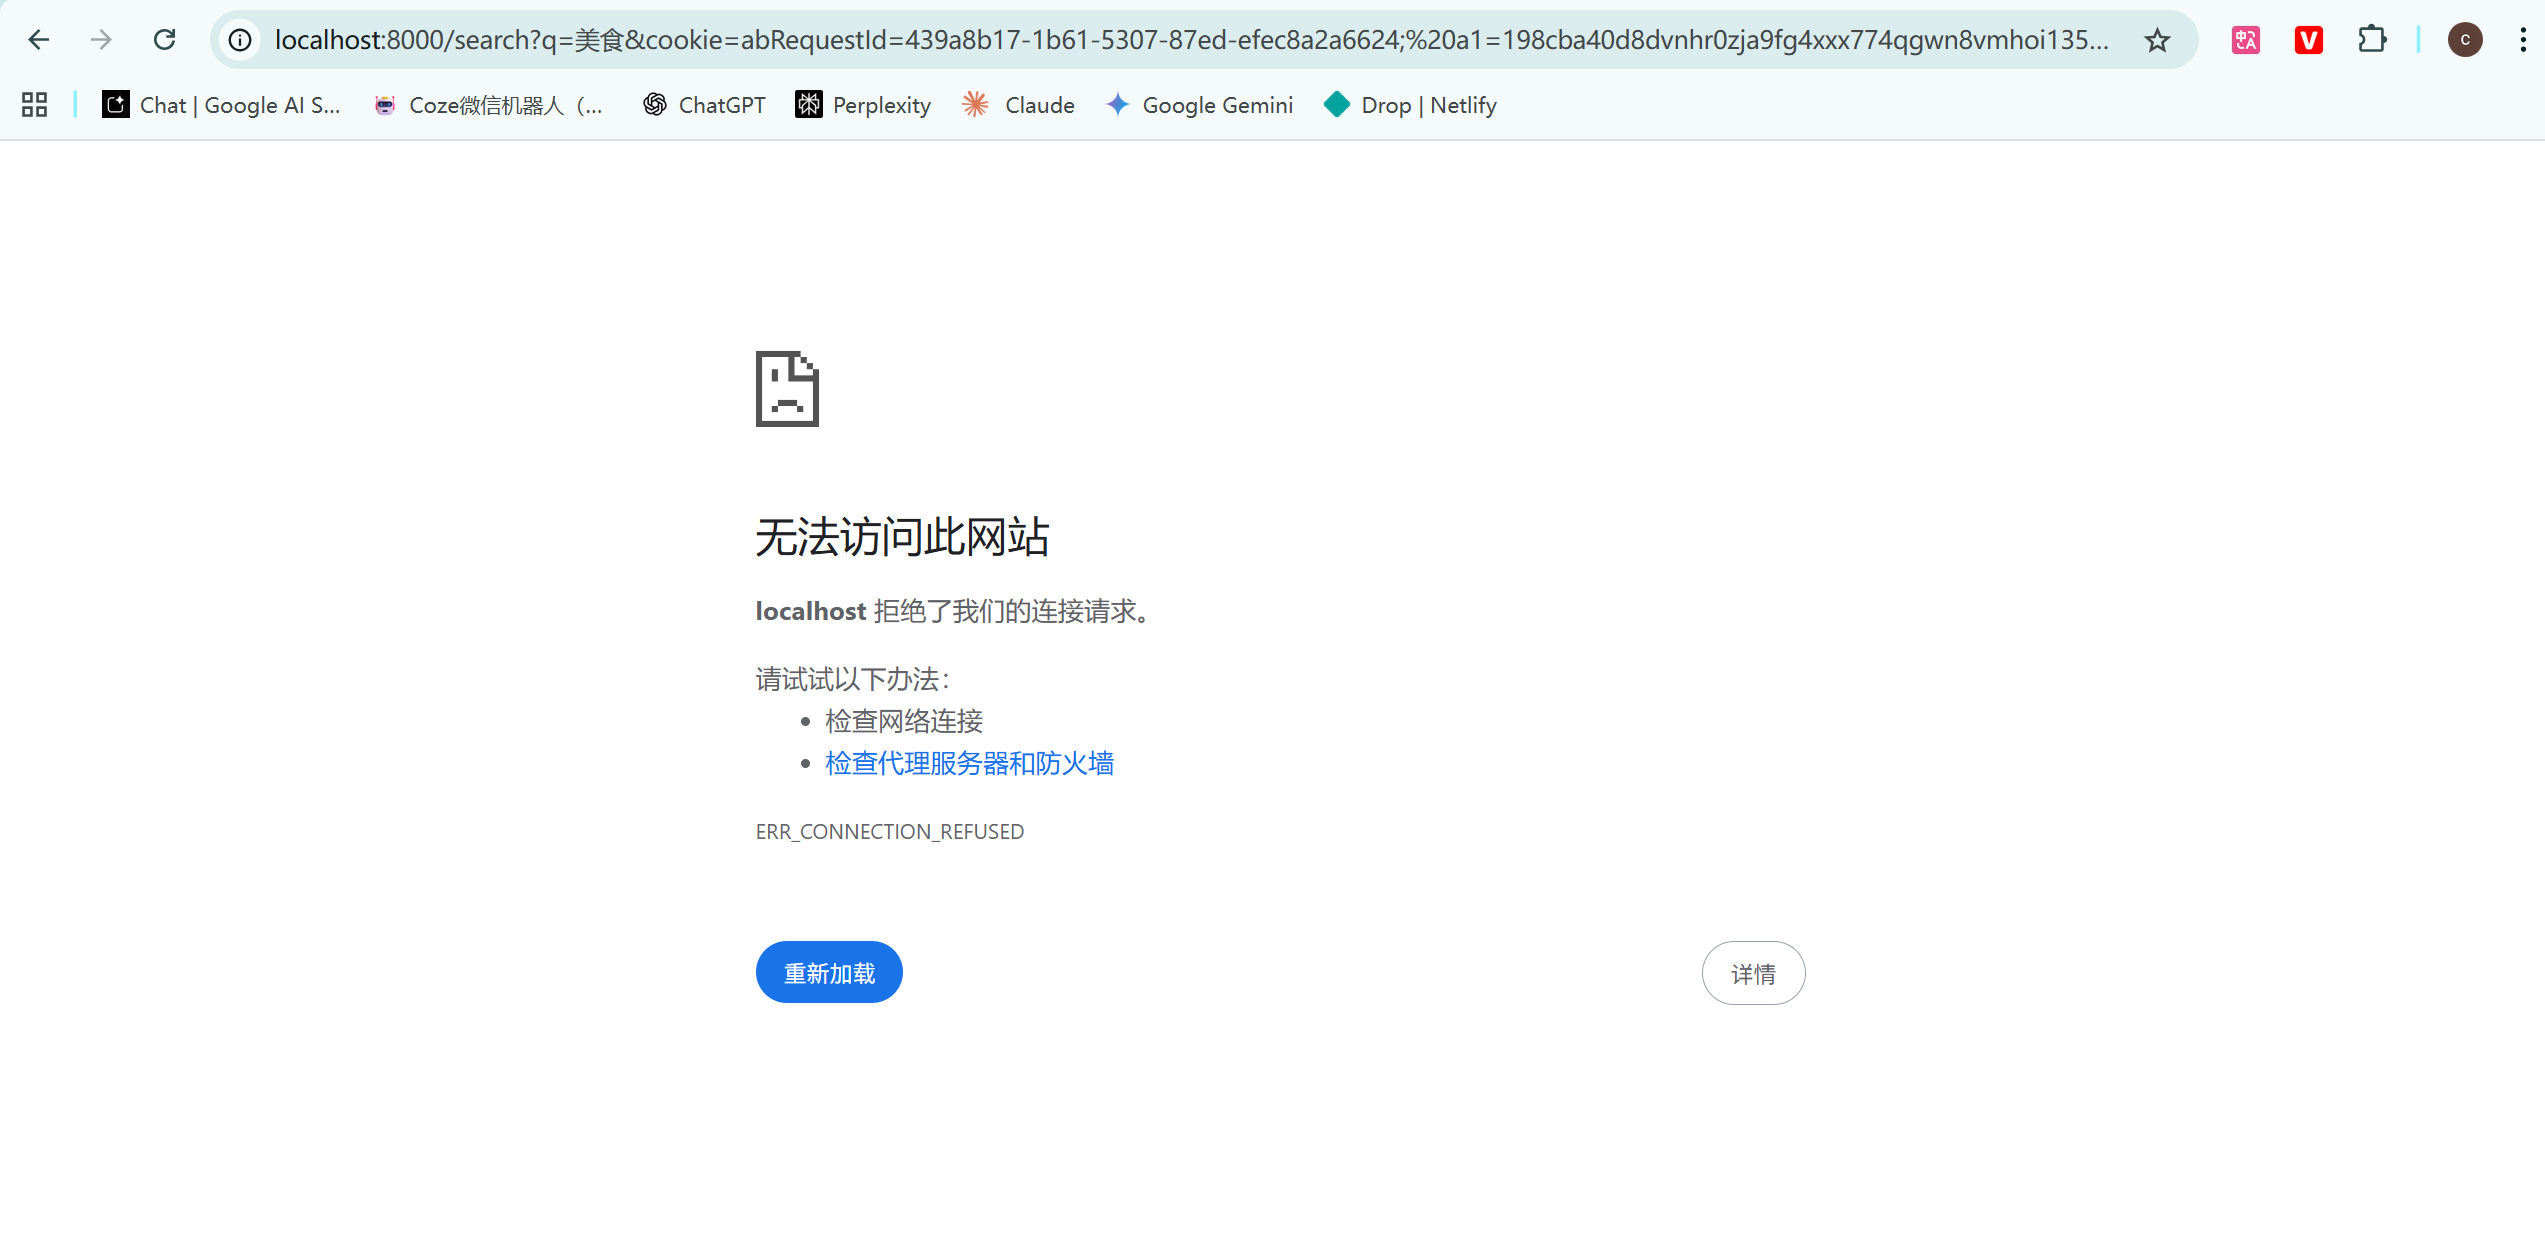 localhost:8000/search?q=美食&cookie=abRequestId=439a8b17-1b61-5307-87ed-efec8a2a6624;%20a1=198cba40d8dvnhr0zja9fg4xxx774qgwn8vmhoi135...
中A V C
Chat | Google AI S... Coze微信机器人（... ChatGPT Perplexity Claude Google Gemini Drop | Netlify
无法访问此网站
localhost 拒绝了我们的连接请求。
请试试以下办法：
检查网络连接
检查代理服务器和防火墙
ERR_CONNECTION_REFUSED
重新加载 详情